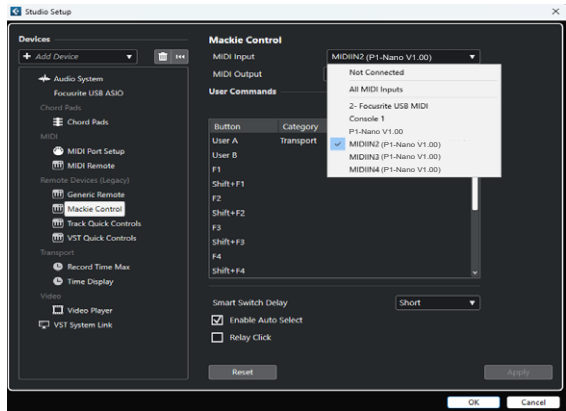 Studio Setup
Devices
Add Device
Audio System
Focusrite USB ASIO
Chord Pads
Chord Pads
MIDI
MIDI Port Setup
MIDI Remote
Remote Devices (Legacy)
Generic Remote
Mackie Control
Track Quick Controls
VST Quick Controls
Transport
Record Time Max
Time Display
Video
Video Player
VST System Link
Mackie Control
MIDI Input MIDIIN2 (P1-Nano V1.00)
MIDI Output
Not Connected
All MIDI Inputs
2- Focusrite USB MIDI
Console 1
P1-Nano V1.00
MIDIIN2 (P1-Nano V1.00)
MIDIIN3 (P1-Nano V1.00)
MIDIIN4 (P1-Nano V1.00)
User Commands
Button Category
User A Transport
User B
F1
Shift+F1
F2
Shift+F2
F3
Shift+F3
F4
Shift+F4
Smart Switch Delay Short
Enable Auto Select
Relay Click
Reset Apply
OK Cancel